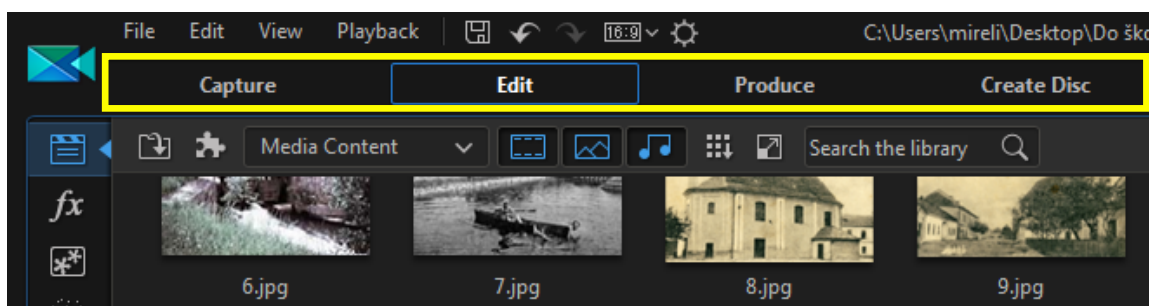 File Edit View Playback 16:9 C:\Users\mireli\Desktop\Do ško
Capture Edit Produce Create Disc
Media Content Search the library
fx
6.jpg 7.jpg 8.jpg 9.jpg